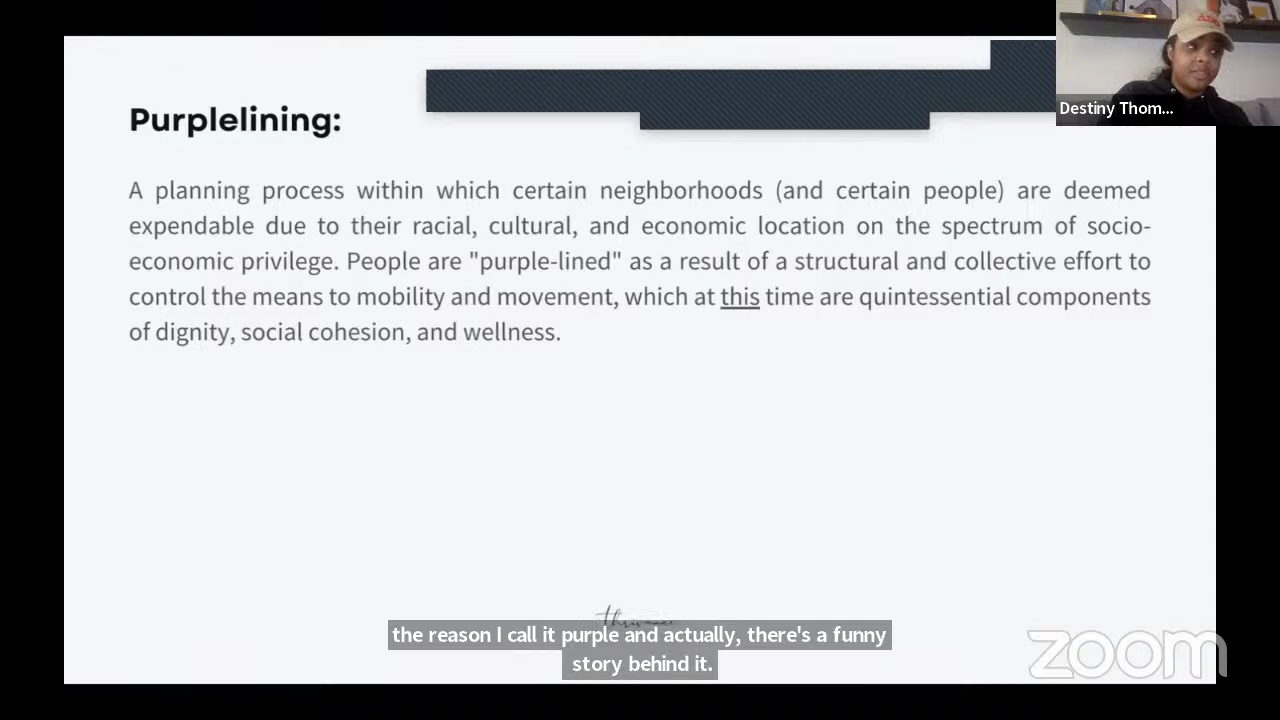 Destiny Thom...
Purplelining:
A planning process within which certain neighborhoods (and certain people) are deemed
expendable due to their racial, cultural, and economic location on the spectrum of socio-
economic privilege. People are "purple-lined" as a result of a structural and collective effort to
control the means to mobility and movement, which at this time are quintessential components
of dignity, social cohesion, and wellness.
the reason I call it purple and actually, there's a funny
story behind it.
zoom